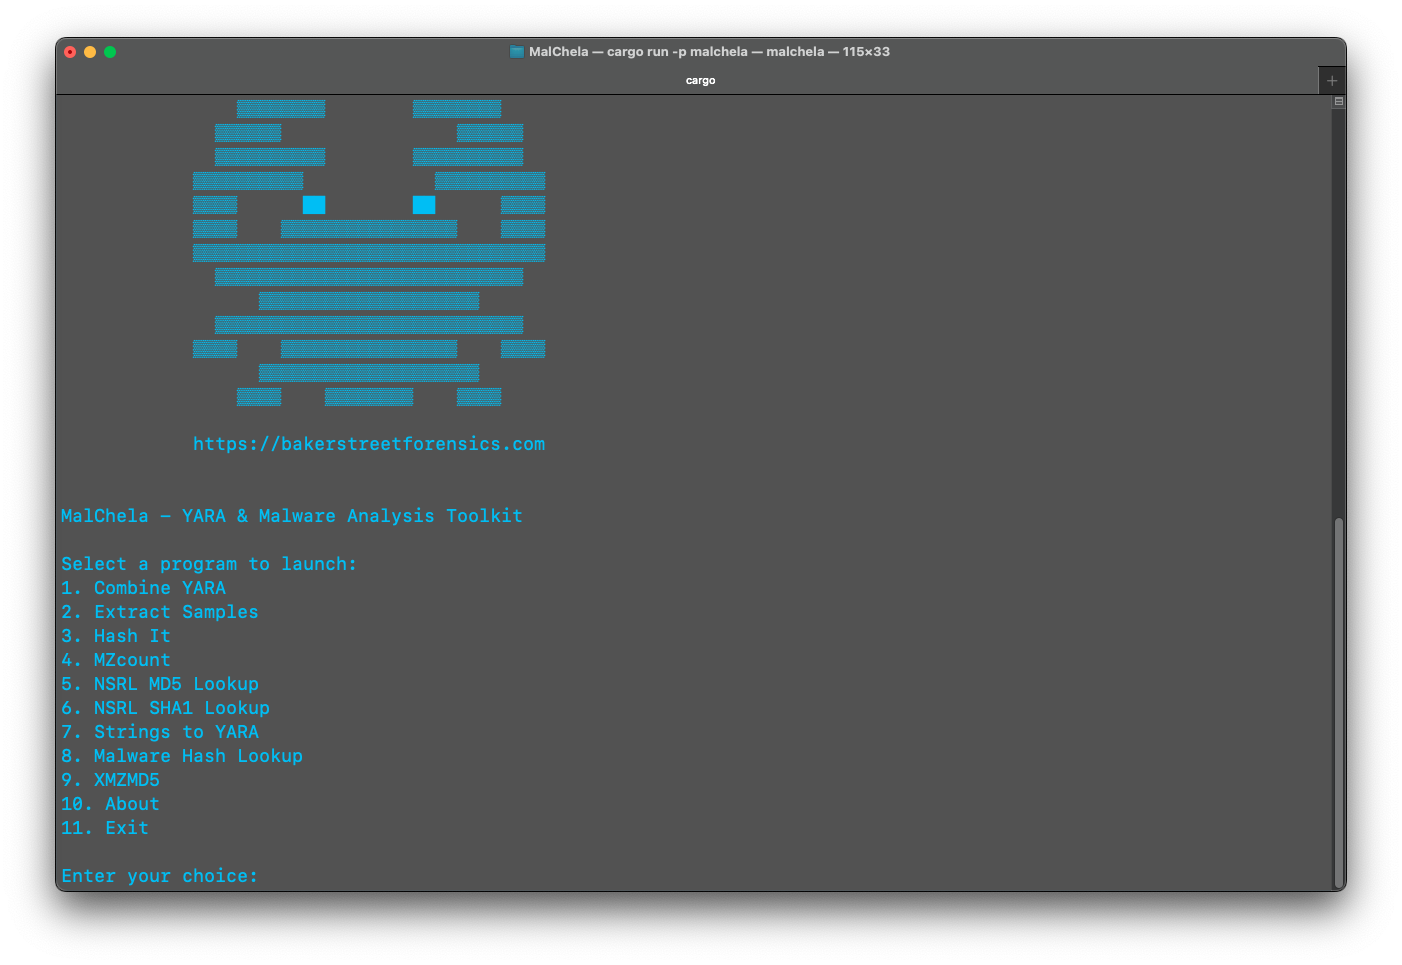 MalChela — cargo run -p malchela — malchela — 115×33
cargo
https://bakerstreetforensics.com
MalChela – YARA & Malware Analysis Toolkit
Select a program to launch:
1. Combine YARA
2. Extract Samples
3. Hash It
4. MZcount
5. NSRL MD5 Lookup
6. NSRL SHA1 Lookup
7. Strings to YARA
8. Malware Hash Lookup
9. XMZMD5
10. About
11. Exit
Enter your choice: